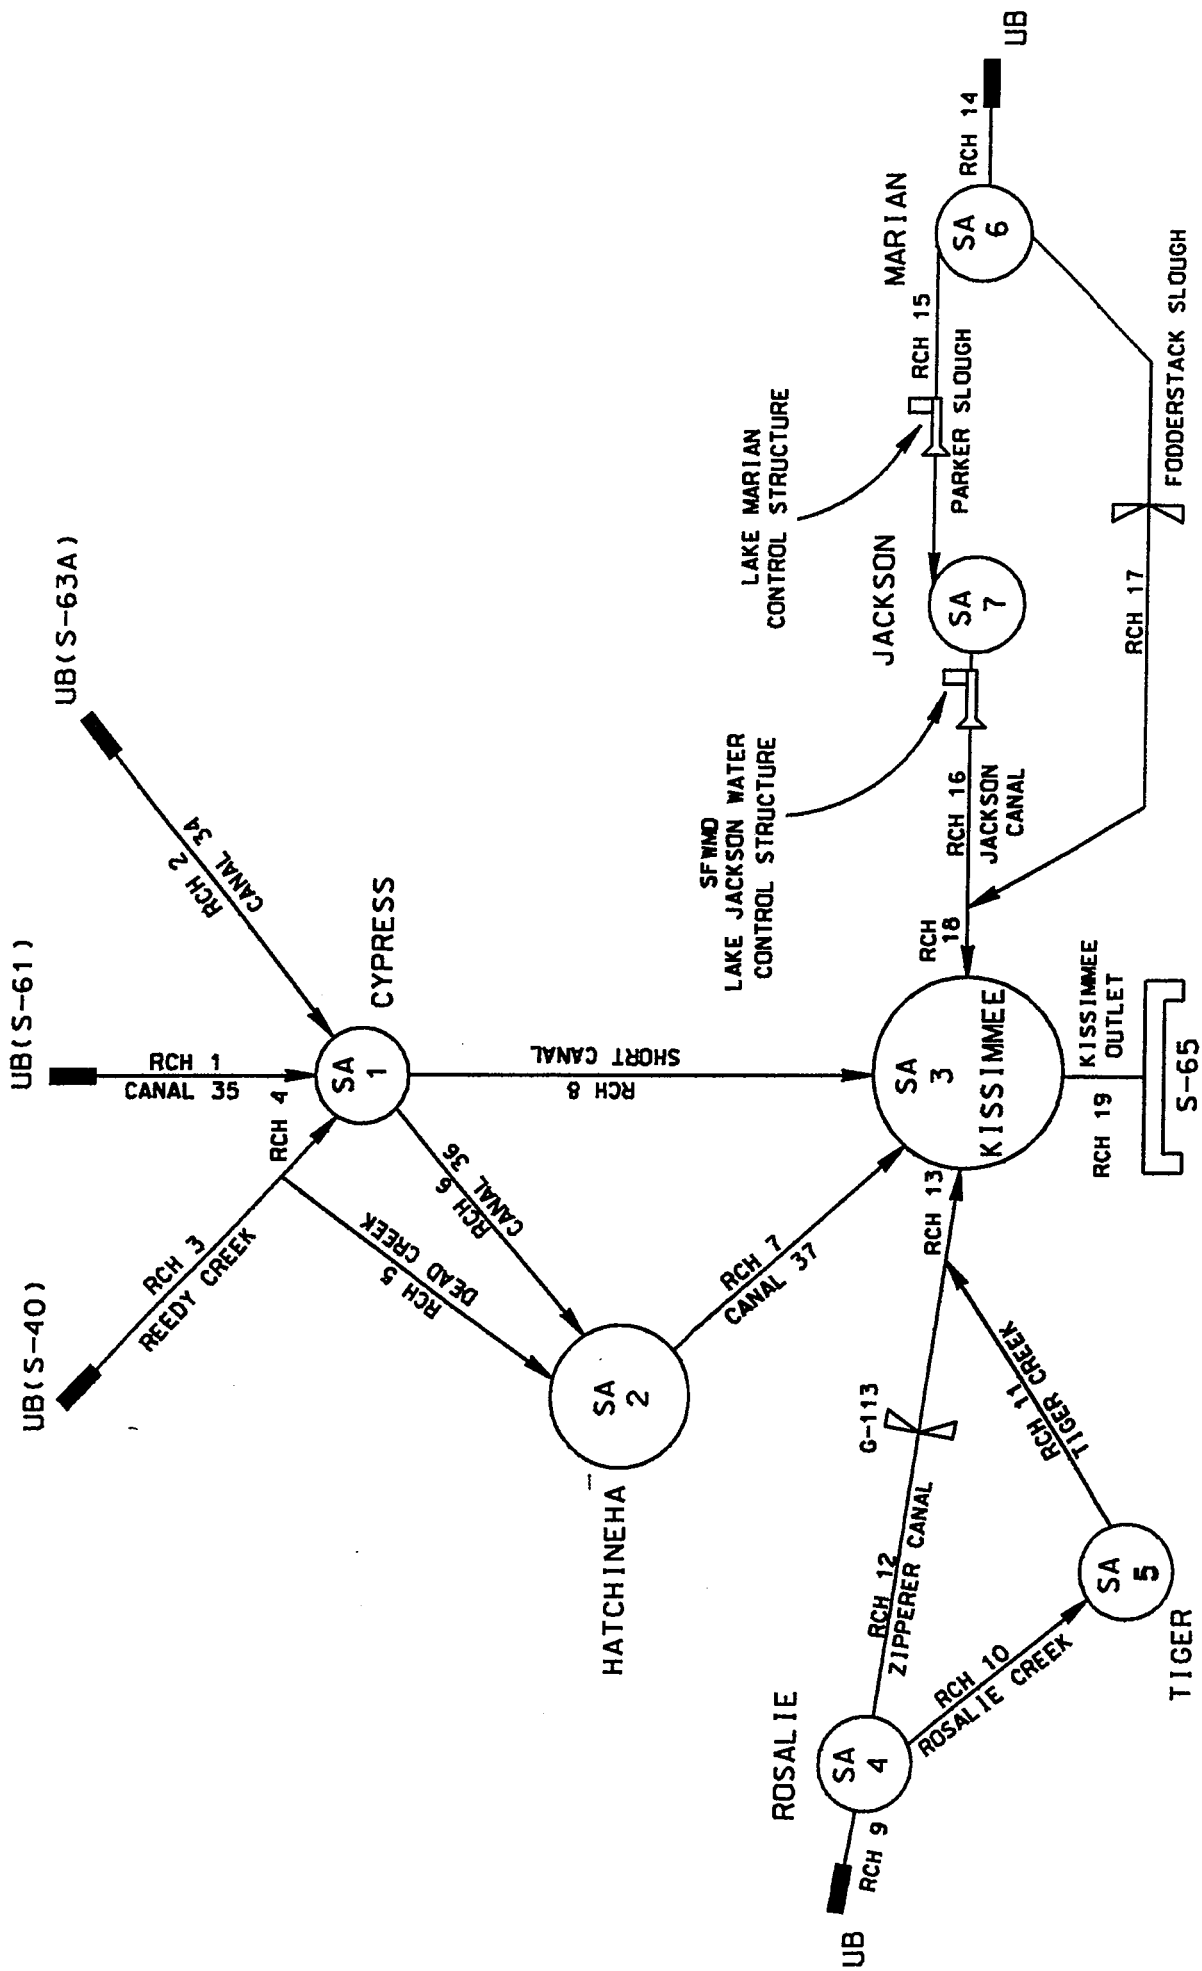 UB(S-40)
UB(S-61)
UB(S-63A)
RCH 3
REEDY CREEK
RCH 1
CANAL 35
RCH 2
CANAL 34
RCH 4
SA
1
CYPRESS
RCH 5
DEAD CREEK
RCH 6
CANAL 36
RCH 8
SHORT CANAL
HATCHINEHA
SA
2
RCH 7
CANAL 37
UB
RCH 9
ROSALIE
SA
4
RCH 12
ZIPPERER CANAL
G-113
RCH 13
RCH 10
ROSALIE CREEK
TIGER
SA
5
RCH 11
TIGER CREEK
SA
3
KISSIMMEE
RCH 18
SFWMD
LAKE JACKSON WATER
CONTROL STRUCTURE
RCH 16
JACKSON
CANAL
JACKSON
SA
7
LAKE MARIAN
CONTROL STRUCTURE
RCH 15
PARKER SLOUGH
MARIAN
SA
6
RCH 14
UB
RCH 17
FODDERSTACK SLOUGH
RCH 19
KISSIMMEE
OUTLET
S-65